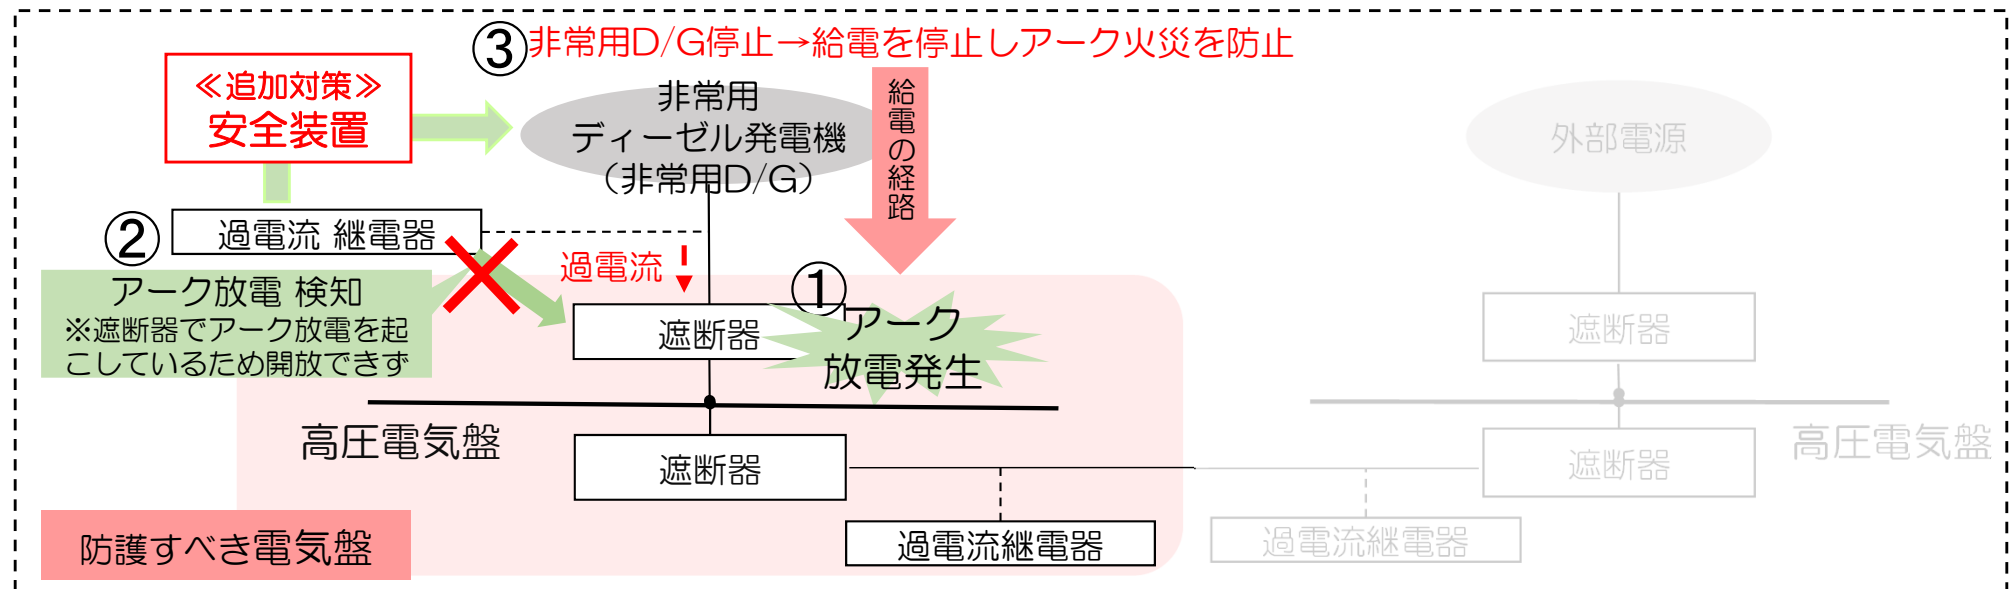 ③非常用D/G停止→給電を停止しアーク火災を防止
≪追加対策≫
安全装置
非常用
ディーゼル発電機
（非常用D/G）
給電の経路
外部電源
②
過電流 継電器
アーク放電 検知
※遮断器でアーク放電を起
こしているため開放できず
過電流
①
アーク
放電発生
遮断器
遮断器
高圧電気盤
遮断器
過電流継電器
高圧電気盤
遮断器
過電流継電器
防護すべき電気盤